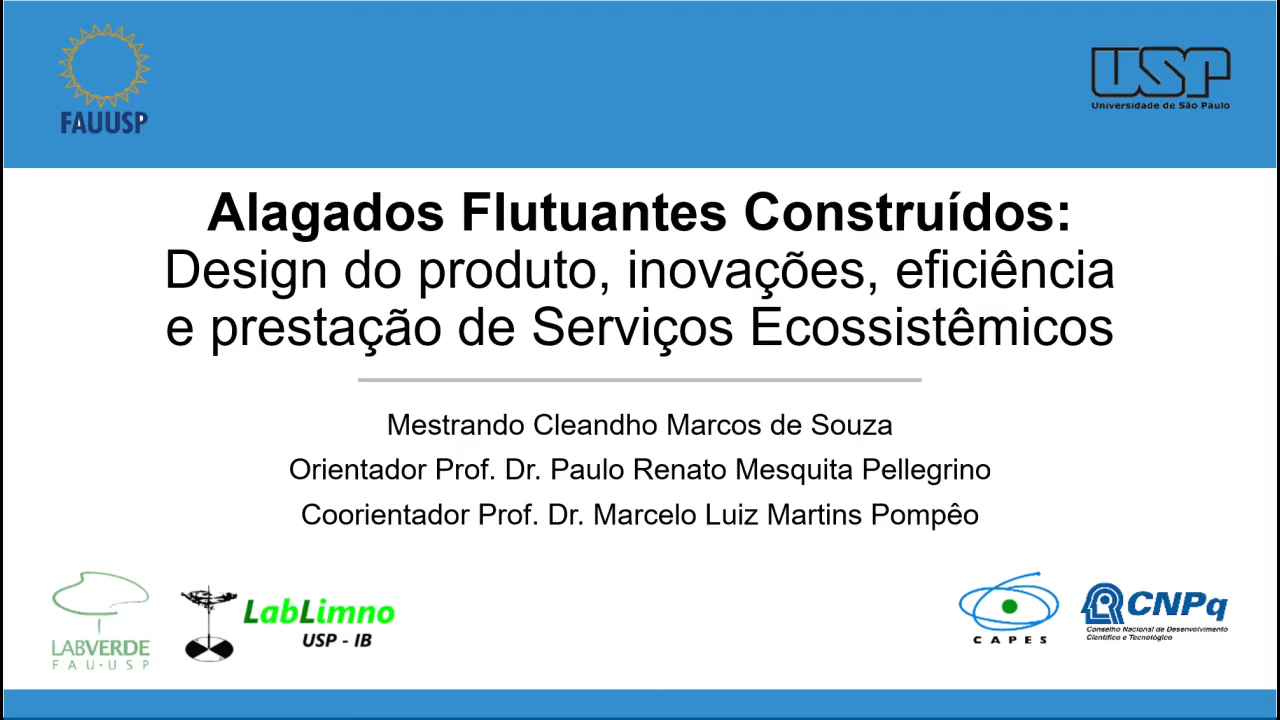 FAUUSP
USP
Universidade de São Paulo
Alagados Flutuantes Construídos:
Design do produto, inovações, eficiência
e prestação de Serviços Ecossistêmicos
Mestrando Cleandho Marcos de Souza
Orientador Prof. Dr. Paulo Renato Mesquita Pellegrino
Coorientador Prof. Dr. Marcelo Luiz Martins Pompêo
LABVERDE
FAU·USP
LabLimno
USP - IB
CAPES
CNPq
Conselho Nacional de Desenvolvimento
Científico e Tecnológico